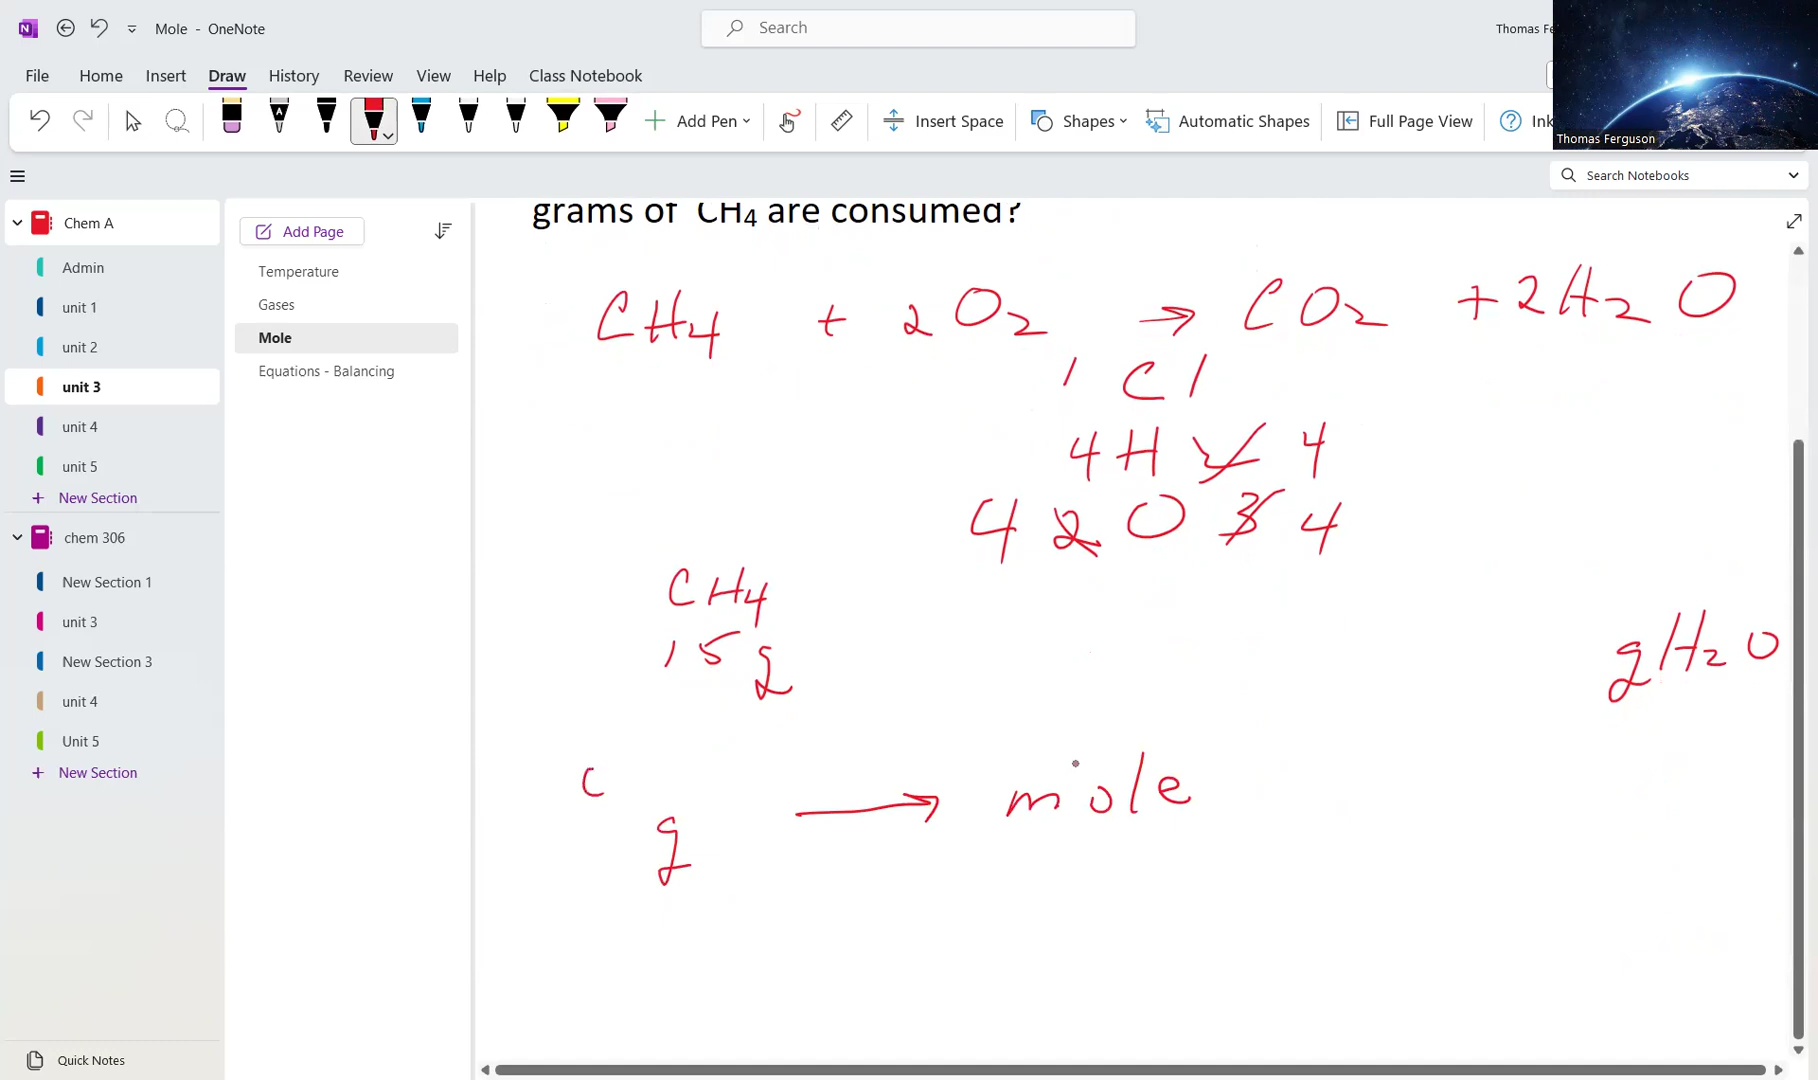 Mole - OneNote
Search
Thomas Fe
File Home Insert Draw History Review View Help Class Notebook
A
Add Pen
Insert Space
Shapes
Automatic Shapes
Full Page View
Ink
Thomas Ferguson
Search Notebooks
Chem A
Admin
unit 1
unit 2
unit 3
unit 4
unit 5
New Section
chem 306
New Section 1
unit 3
New Section 3
unit 4
Unit 5
New Section
Quick Notes
Add Page
Temperature
Gases
Mole
Equations - Balancing
grams of CH₄ are consumed?
CH₄ + 2O₂ → CO₂ + 2H₂O
1 C 1
4 H 2 4
4 2 O 3 4
CH₄
15 g
g H₂O
C
g → mole